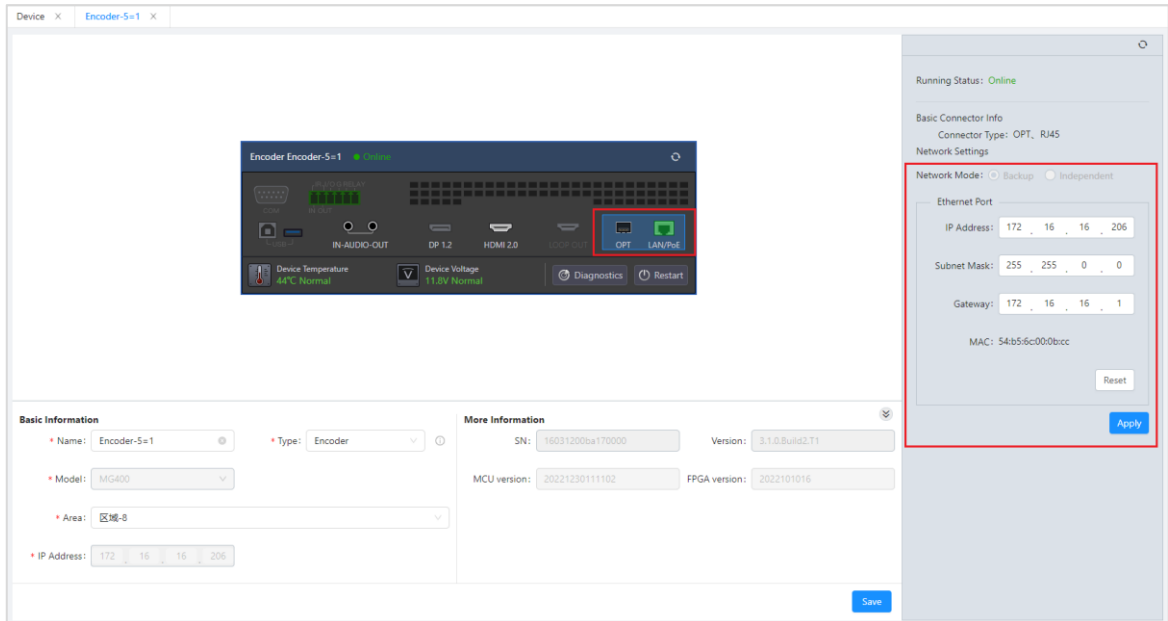 Device ×   Encoder-5=1 ×
Encoder Encoder-5=1 Online
COM
IN OUT
USB
IN-AUDIO-OUT DP 1.2 HDMI 2.0 LOOP OUT OPT LAN/PoE
Device Temperature
44℃ Normal
Device Voltage
11.8V Normal
Diagnostics
Restart
Running Status: Online
Basic Connector Info
Connector Type: OPT、RJ45
Network Settings
Network Mode: Backup Independent
Ethernet Port
IP Address: 172 . 16 . 16 . 206
Subnet Mask: 255 . 255 . 0 . 0
Gateway: 172 . 16 . 16 . 1
MAC: 54:b5:6c:00:0b:cc
Reset
Apply
Basic Information
* Name: Encoder-5=1 * Type: Encoder
* Model: MG400
* Area: 区域-8
* IP Address: 172 . 16 . 16 . 206
More Information
SN: 16031200ba170000 Version: 3.1.0.Build2.T1
MCU version: 20221230111102 FPGA version: 2022101016
Save